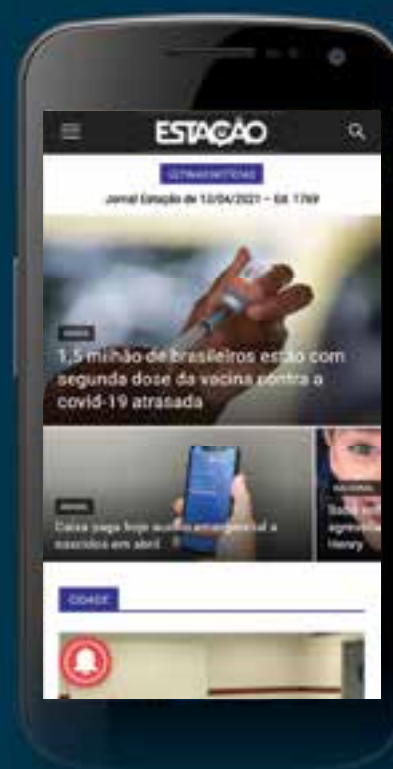 ESTAÇÃO
ÚLTIMAS NOTÍCIAS
Jornal Estação de 13/04/2021 – Ed. 1769
1,5 milhão de brasileiros estão com
segunda dose da vacina contra a
covid-19 atrasada
Caixa paga hoje auxílio emergencial a
nascidos em abril
NACIONAL
Henry
CIDADE